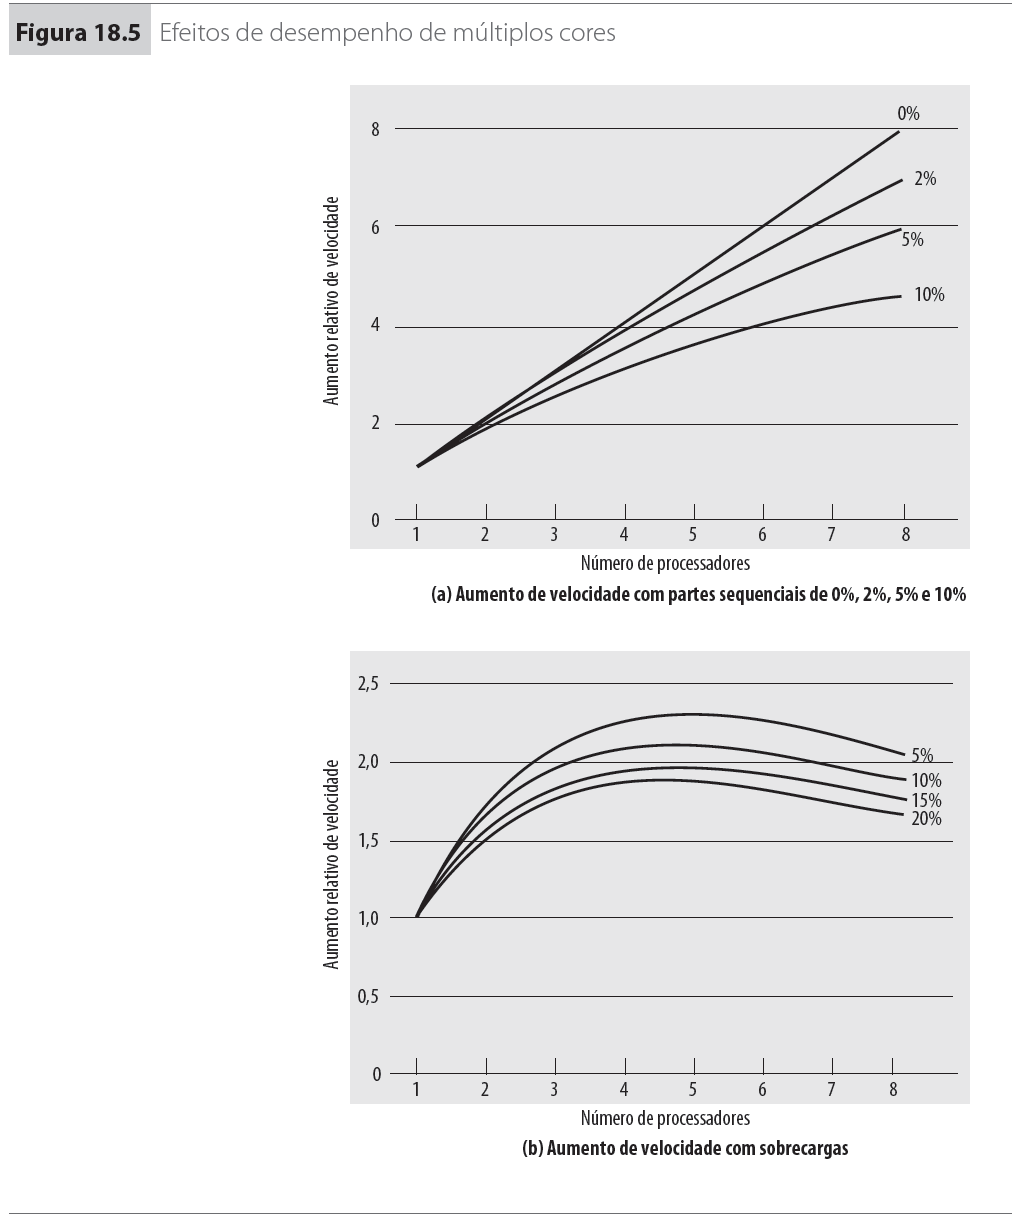 Figura 18.5 Efeitos de desempenho de múltiplos cores
0%
8
2%
6
5%
10%
4
2
0
Aumento relativo de velocidade
1 2 3 4 5 6 7 8
Número de processadores
(a) Aumento de velocidade com partes sequenciais de 0%, 2%, 5% e 10%
2,5
2,0
5%
10%
15%
20%
1,5
1,0
0,5
0
Aumento relativo de velocidade
1 2 3 4 5 6 7 8
Número de processadores
(b) Aumento de velocidade com sobrecargas